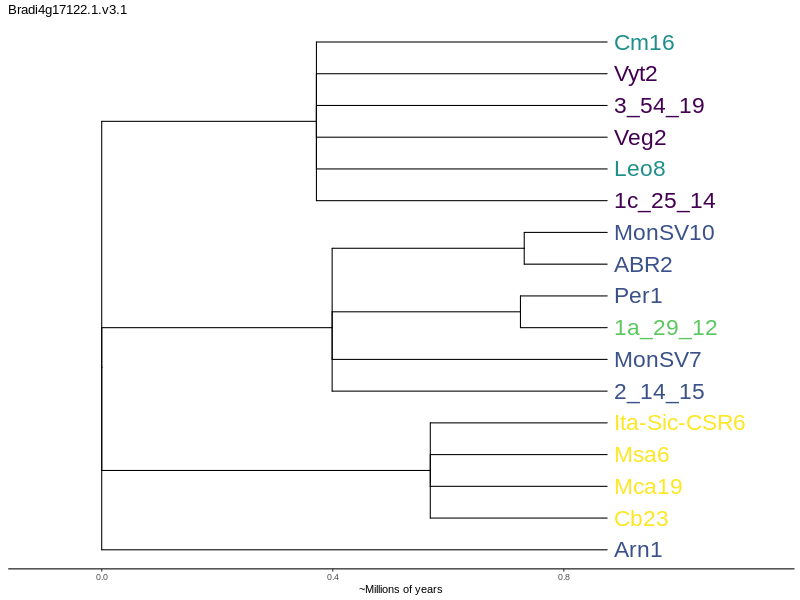 Bradi4g17122.1.v3.1
Cm16
Vyt2
3_54_19
Veg2
Leo8
1c_25_14
MonSV10
ABR2
Per1
1a_29_12
MonSV7
2_14_15
Ita-Sic-CSR6
Msa6
Mca19
Cb23
Arn1
0.0 0.4 0.8
~Millions of years